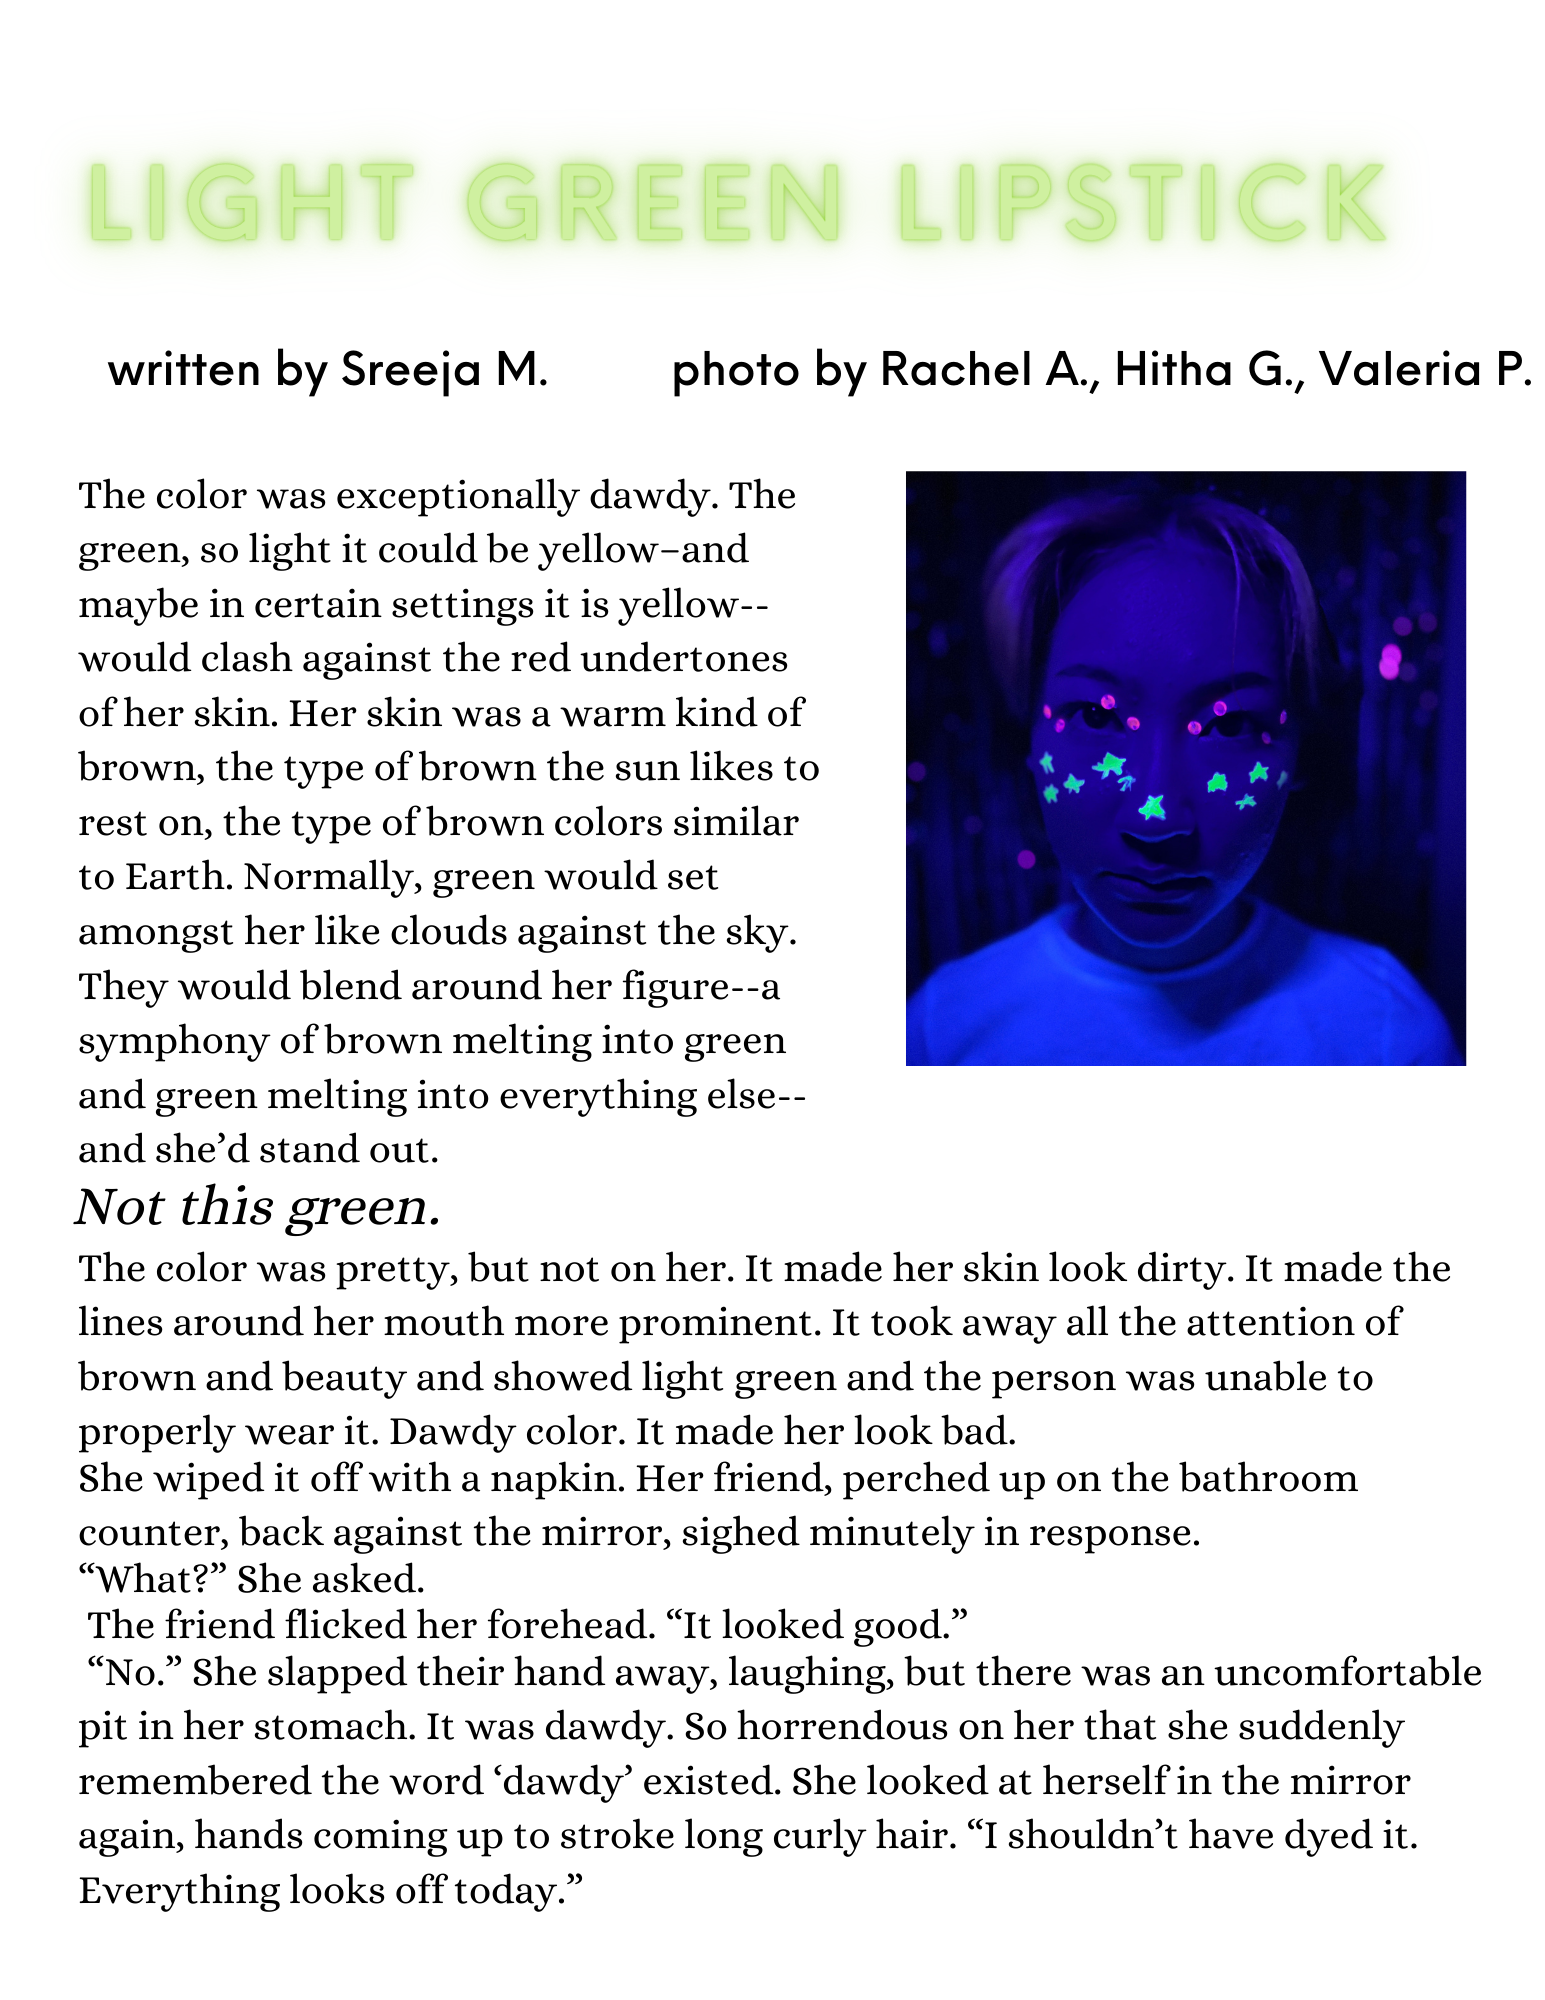 LIGHT GREEN LIPSTICK
written by Sreeja M. photo by Rachel A., Hitha G., Valeria P.
The color was exceptionally dawdy. The
green, so light it could be yellow–and
maybe in certain settings it is yellow--
would clash against the red undertones
of her skin. Her skin was a warm kind of
brown, the type of brown the sun likes to
rest on, the type of brown colors similar
to Earth. Normally, green would set
amongst her like clouds against the sky.
They would blend around her figure--a
symphony of brown melting into green
and green melting into everything else--
and she’d stand out.
Not this green.
The color was pretty, but not on her. It made her skin look dirty. It made the
lines around her mouth more prominent. It took away all the attention of
brown and beauty and showed light green and the person was unable to
properly wear it. Dawdy color. It made her look bad.
She wiped it off with a napkin. Her friend, perched up on the bathroom
counter, back against the mirror, sighed minutely in response.
“What?” She asked.
The friend flicked her forehead. “It looked good.”
“No.” She slapped their hand away, laughing, but there was an uncomfortable
pit in her stomach. It was dawdy. So horrendous on her that she suddenly
remembered the word ‘dawdy’ existed. She looked at herself in the mirror
again, hands coming up to stroke long curly hair. “I shouldn’t have dyed it.
Everything looks off today.”